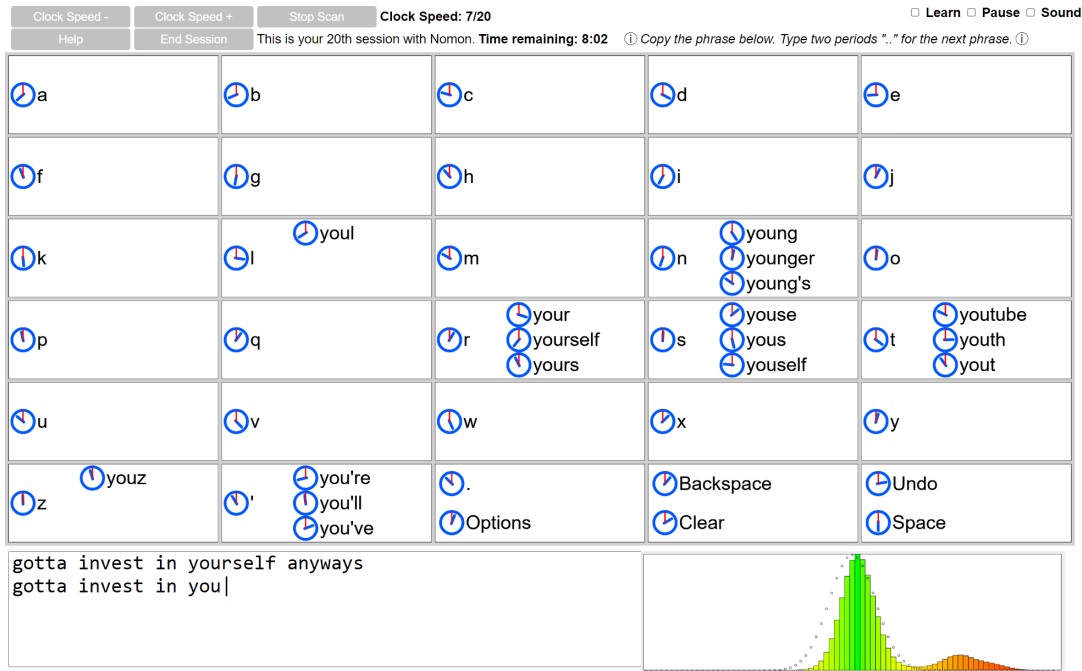 Clock Speed - Clock Speed + Stop Scan Clock Speed: 7/20 Learn Pause Sound
Help End Session This is your 20th session with Nomon. Time remaining: 8:02 ⓘ Copy the phrase below. Type two periods ".." for the next phrase. ⓘ
a b c d e
f g h i j
k
youl
l
m
n
young
younger
young's
o
p
q
r
your
yourself
yours
s
youse
yous
youself
t
youtube
youth
yout
u v w x y
youz
z
'
you're
you'll
you've
.
Options
Backspace
Clear
Undo
Space
gotta invest in yourself anyways
gotta invest in you